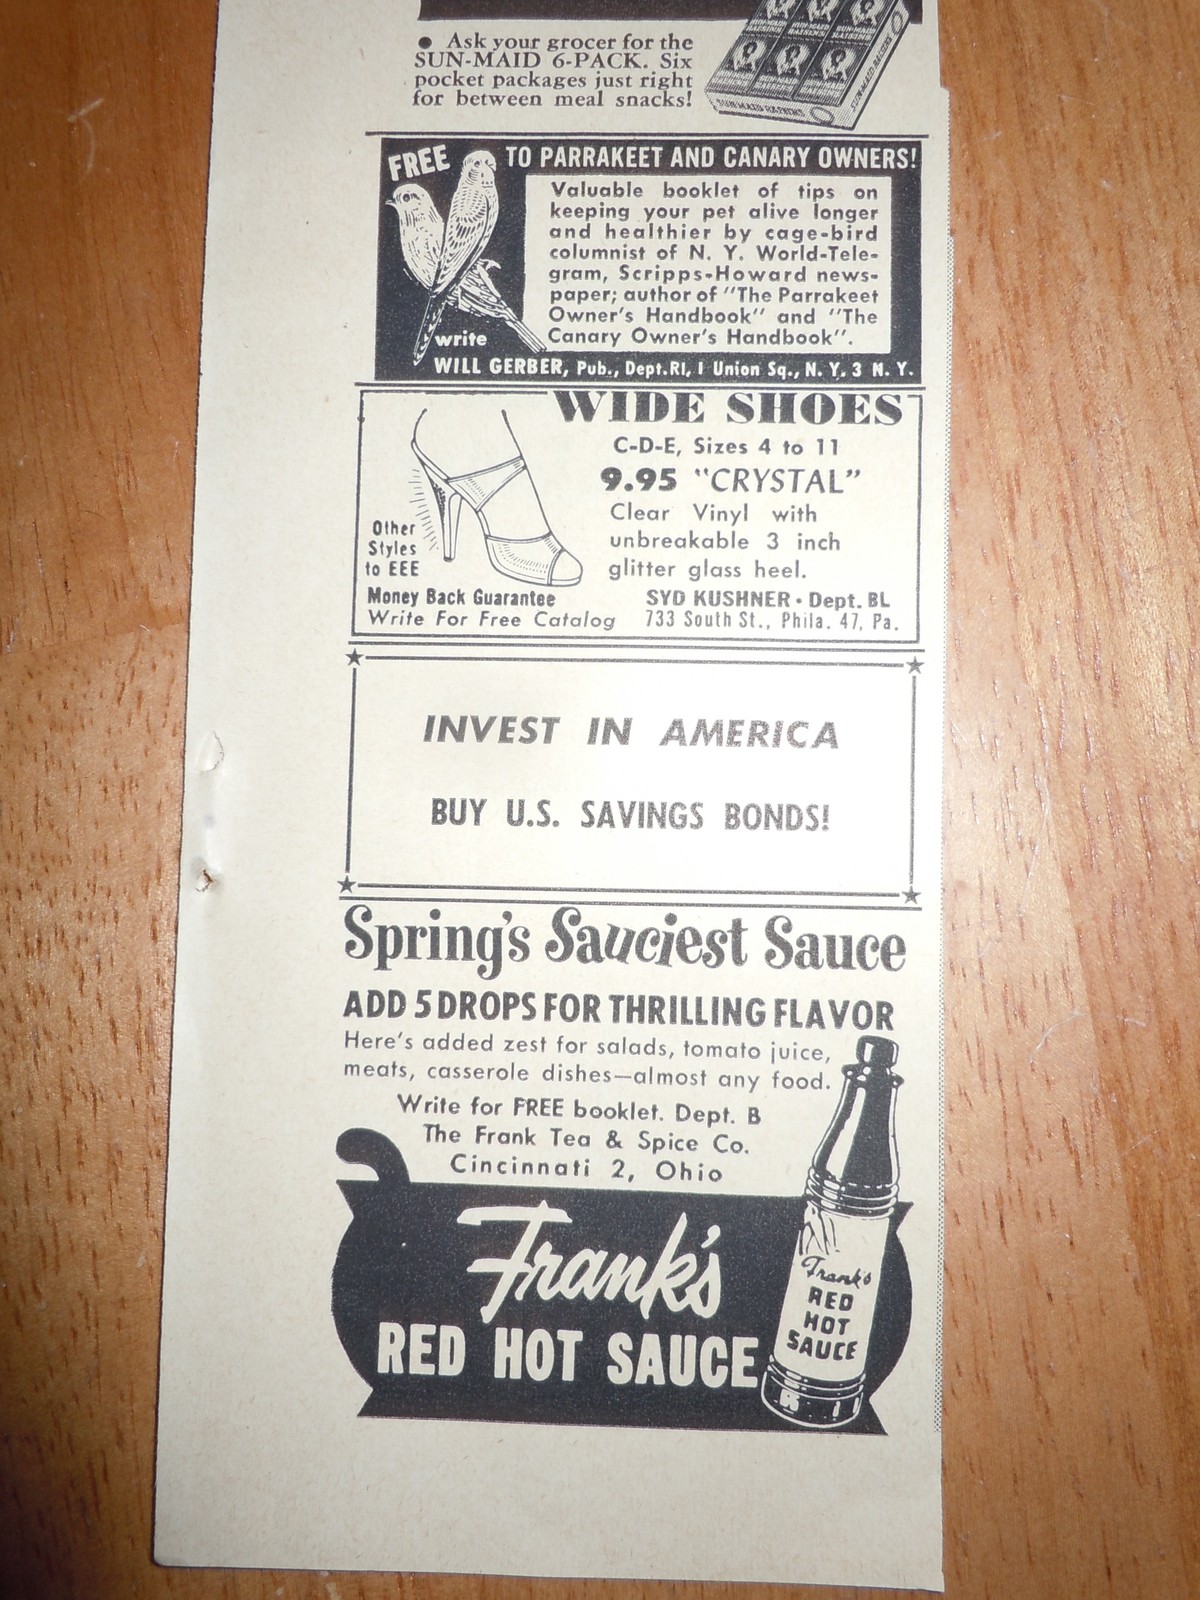 ● Ask your grocer for the
SUN-MAID 6-PACK. Six
pocket packages just right
for between meal snacks!
SUN-MAID RAISINS
SUN-MAID RAISINS
FREE TO PARRAKEET AND CANARY OWNERS!
Valuable booklet of tips on
keeping your pet alive longer
and healthier by cage-bird
columnist of N. Y. World-Tele-
gram, Scripps-Howard news-
paper; author of "The Parrakeet
Owner's Handbook" and "The
Canary Owner's Handbook".
write
WILL GERBER, Pub., Dept.RI, 1 Union Sq., N. Y. 3 N. Y.
WIDE SHOES
C-D-E, Sizes 4 to 11
9.95 "CRYSTAL"
Clear Vinyl with
unbreakable 3 inch
glitter glass heel.
Other
Styles
to EEE
Money Back Guarantee
Write For Free Catalog
SYD KUSHNER • Dept. BL
733 South St., Phila. 47, Pa.
INVEST IN AMERICA
BUY U.S. SAVINGS BONDS!
Spring's Sauciest Sauce
ADD 5 DROPS FOR THRILLING FLAVOR
Here's added zest for salads, tomato juice,
meats, casserole dishes—almost any food.
Write for FREE booklet. Dept. B
The Frank Tea & Spice Co.
Cincinnati 2, Ohio
Frank's
RED HOT SAUCE
Frank's
RED
HOT
SAUCE